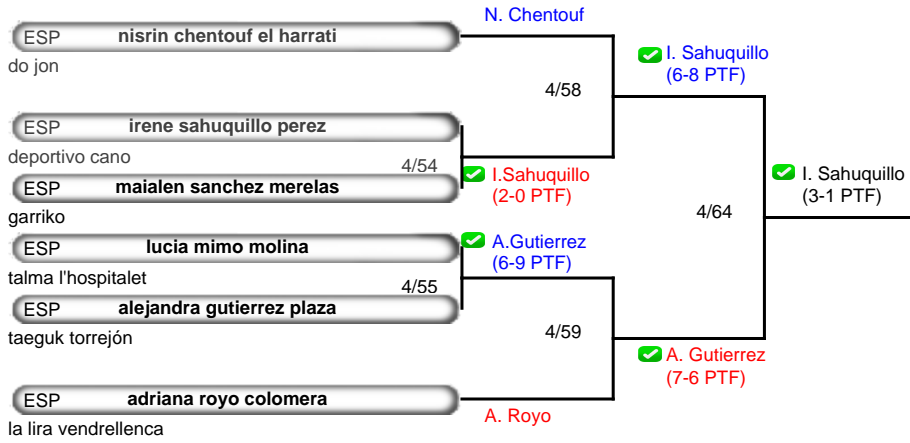 N. Chentouf
ESP nisrin chentouf el harrati
do jon
I. Sahuquillo
(6-8 PTF)
4/58
ESP irene sahuquillo perez
deportivo cano
4/54
ESP maialen sanchez merelas
garriko
I.Sahuquillo
(2-0 PTF)
I. Sahuquillo
(3-1 PTF)
4/64
ESP lucia mimo molina
talma l'hospitalet
A.Gutierrez
(6-9 PTF)
4/55
ESP alejandra gutierrez plaza
taeguk torrejón
4/59
A. Gutierrez
(7-6 PTF)
ESP adriana royo colomera
la lira vendrellenca
A. Royo